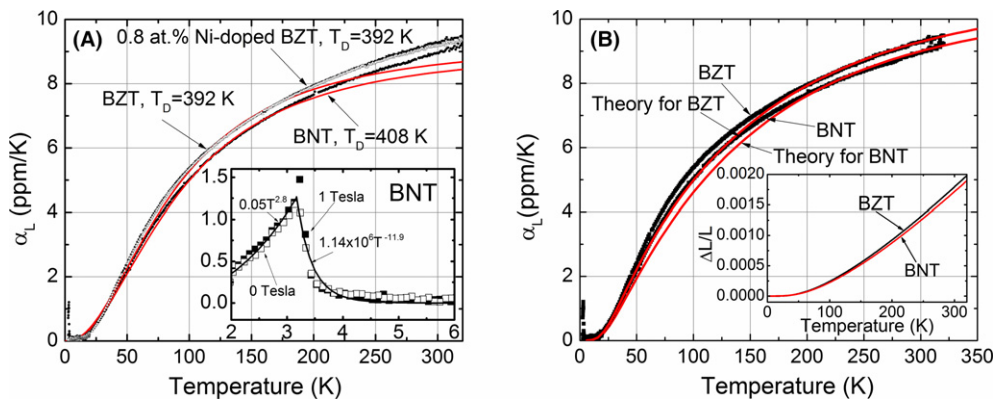 (A)
0.8 at.% Ni-doped BZT, T_D=392 K
BZT, T_D=392 K
BNT, T_D=408 K
α_L (ppm/K)
10
8
6
4
2
0
0 50 100 150 200 250 300
Temperature (K)
BNT
1.5
1.0
0.5
0.0
0.05T^2.8
1 Tesla
1.14x10^6T^-11.9
0 Tesla
2 3 4 5 6
(B)
BZT
Theory for BZT
BNT
Theory for BNT
α_L (ppm/K)
10
8
6
4
2
0
0 50 100 150 200 250 300 350
Temperature (K)
ΔL/L
0.0020
0.0015
0.0010
0.0005
0.0000
BZT
BNT
0 50 100 150 200 250 300
Temperature (K)